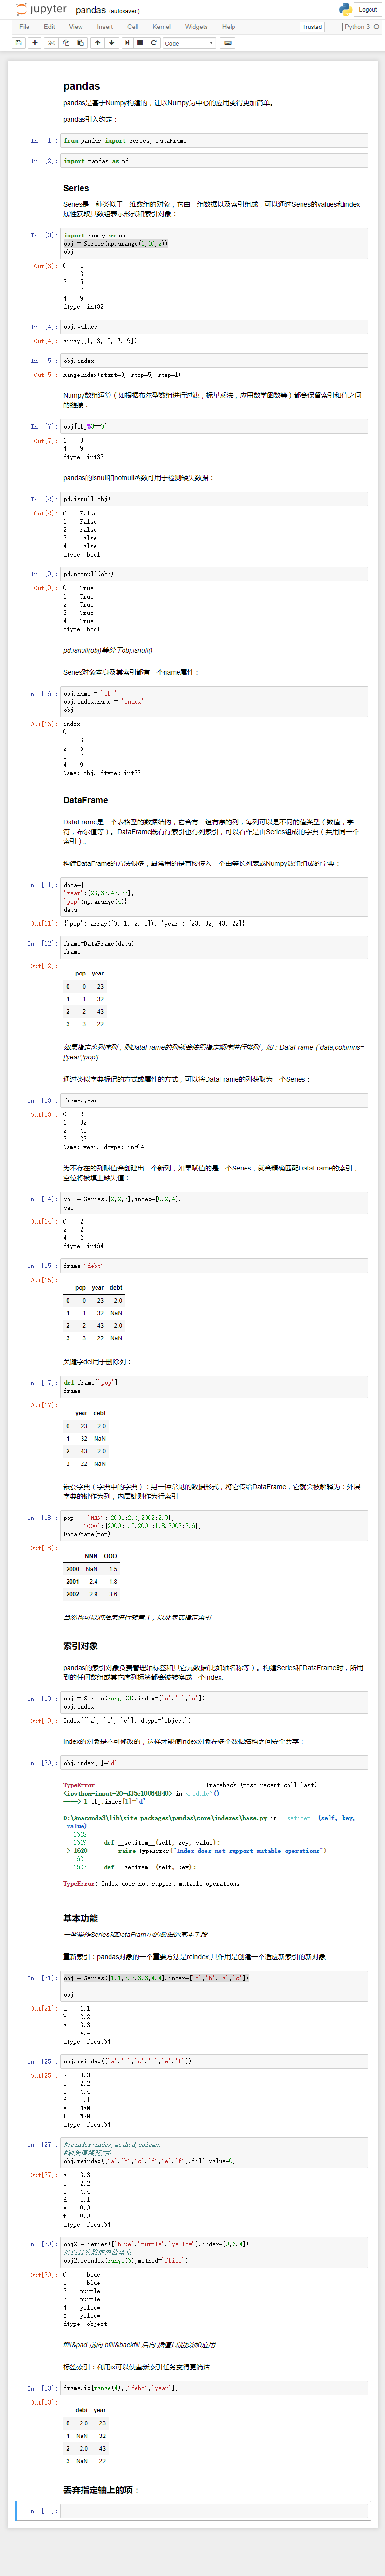 jupyter pandas (autosaved)
Logout
File Edit View Insert Cell Kernel Widgets Help Trusted Python 3
Code
pandas
pandas是基于Numpy构建的，让以Numpy为中心的应用变得更加简单。
pandas引入约定：
In [1]: from pandas import Series, DataFrame
In [2]: import pandas as pd
Series
Series是一种类似于一维数组的对象，它由一组数据以及索引组成，可以通过Series的values和index
属性获取其数组表示形式和索引对象：
In [3]: import numpy as np
obj = Series(np.arange(1,10,2))
obj
Out[3]: 0 1
1 3
2 5
3 7
4 9
dtype: int32
In [4]: obj.values
Out[4]: array([1, 3, 5, 7, 9])
In [5]: obj.index
Out[5]: RangeIndex(start=0, stop=5, step=1)
Numpy数组运算（如根据布尔型数组进行过滤，标量乘法，应用数学函数等）都会保留索引和值之间
的链接：
In [7]: obj[obj%3==0]
Out[7]: 1 3
4 9
dtype: int32
pandas的isnull和notnull函数可用于检测缺失数据：
In [8]: pd.isnull(obj)
Out[8]: 0 False
1 False
2 False
3 False
4 False
dtype: bool
In [9]: pd.notnull(obj)
Out[9]: 0 True
1 True
2 True
3 True
4 True
dtype: bool
pd.isnull(obj)等价于obj.isnull()
Series对象本身及其索引都有一个name属性：
In [16]: obj.name = 'obj'
obj.index.name = 'index'
obj
Out[16]: index
0 1
1 3
2 5
3 7
4 9
Name: obj, dtype: int32
DataFrame
DataFrame是一个表格型的数据结构，它含有一组有序的列，每列可以是不同的值类型（数值，字
符，布尔值等）。DataFrame既有行索引也有列索引，可以看作是由Series组成的字典（共用同一个
索引）。
构建DataFrame的方法很多，最常用的是直接传入一个由等长列表或Numpy数组组成的字典：
In [11]: data={
'year':[23,32,43,22],
'pop':np.arange(4)}
data
Out[11]: {'pop': array([0, 1, 2, 3]), 'year': [23, 32, 43, 22]}
In [12]: frame=DataFrame(data)
frame
Out[12]:
pop year
0 0 23
1 1 32
2 2 43
3 3 22
如果指定离列序列，则DataFrame的列就会按照指定顺序进行排列，如：DataFrame（data,columns=
['year','pop']
通过类似字典标记的方式或属性的方式，可以将DataFrame的列获取为一个Series：
In [13]: frame.year
Out[13]: 0 23
1 32
2 43
3 22
Name: year, dtype: int64
为不存在的列赋值会创建出一个新列，如果赋值的是一个Series，就会精确匹配DataFrame的索引，
空位将被填上缺失值：
In [14]: val = Series([2,2,2],index=[0,2,4])
val
Out[14]: 0 2
2 2
4 2
dtype: int64
In [15]: frame['debt']
Out[15]:
pop year debt
0 0 23 2.0
1 1 32 NaN
2 2 43 2.0
3 3 22 NaN
关键字del用于删除列：
In [17]: del frame['pop']
frame
Out[17]:
year debt
0 23 2.0
1 32 NaN
2 43 2.0
3 22 NaN
嵌套字典（字典中的字典）：另一种常见的数据形式，将它传给DataFrame，它就会被解释为：外层
字典的键作为列，内层键则作为行索引
In [18]: pop = {'NNN':{2001:2.4,2002:2.9},
'OOO':{2000:1.5,2001:1.8,2002:3.6}}
DataFrame(pop)
Out[18]:
NNN OOO
2000 NaN 1.5
2001 2.4 1.8
2002 2.9 3.6
当然也可以对结果进行转置.T，以及显式指定索引
索引对象
pandas的索引对象负责管理轴标签和其它元数据(比如轴名称等）。构建Series和DataFrame时，所用
到的任何数组或其它序列标签都会被转换成一个Index:
In [19]: obj = Series(range(3),index=['a','b','c'])
obj.index
Out[19]: Index(['a', 'b', 'c'], dtype='object')
Index的对象是不可修改的，这样才能使Index对象在多个数据结构之间安全共享：
In [20]: obj.index[1]='d'
TypeError Traceback (most recent call last)
<ipython-input-20-d35e10064840> in <module>()
----> 1 obj.index[1]='d'
D:\Anaconda3\lib\site-packages\pandas\core\indexes\base.py in __setitem__(self, key,
value)
1618
1619 def __setitem__(self, key, value):
-> 1620 raise TypeError("Index does not support mutable operations")
1621
1622 def __getitem__(self, key):
TypeError: Index does not support mutable operations
基本功能
一些操作Series和DataFram中的数据的基本手段
重新索引：pandas对象的一个重要方法是reindex,其作用是创建一个适应新索引的新对象
In [21]: obj = Series([1.1,2.2,3.3,4.4],index=['d','b','a','c'])
obj
Out[21]: d 1.1
b 2.2
a 3.3
c 4.4
dtype: float64
In [25]: obj.reindex(['a','b','c','d','e','f'])
Out[25]: a 3.3
b 2.2
c 4.4
d 1.1
e NaN
f NaN
dtype: float64
In [27]: #reindex(index,method,column)
#缺失值填充为0
obj.reindex(['a','b','c','d','e','f'],fill_value=0)
Out[27]: a 3.3
b 2.2
c 4.4
d 1.1
e 0.0
f 0.0
dtype: float64
In [30]: obj2 = Series(['blue','purple','yellow'],index=[0,2,4])
#ffill实现前向值填充
obj2.reindex(range(6),method='ffill')
Out[30]: 0 blue
1 blue
2 purple
3 purple
4 yellow
5 yellow
dtype: object
ffill&pad 前向 bfill&backfill 后向 插值只能按轴0应用
标签索引：利用ix可以使重新索引任务变得更简洁
In [33]: frame.ix[range(4),['debt','year']]
Out[33]:
debt year
0 2.0 23
1 NaN 32
2 2.0 43
3 NaN 22
丢弃指定轴上的项：
In [ ]: